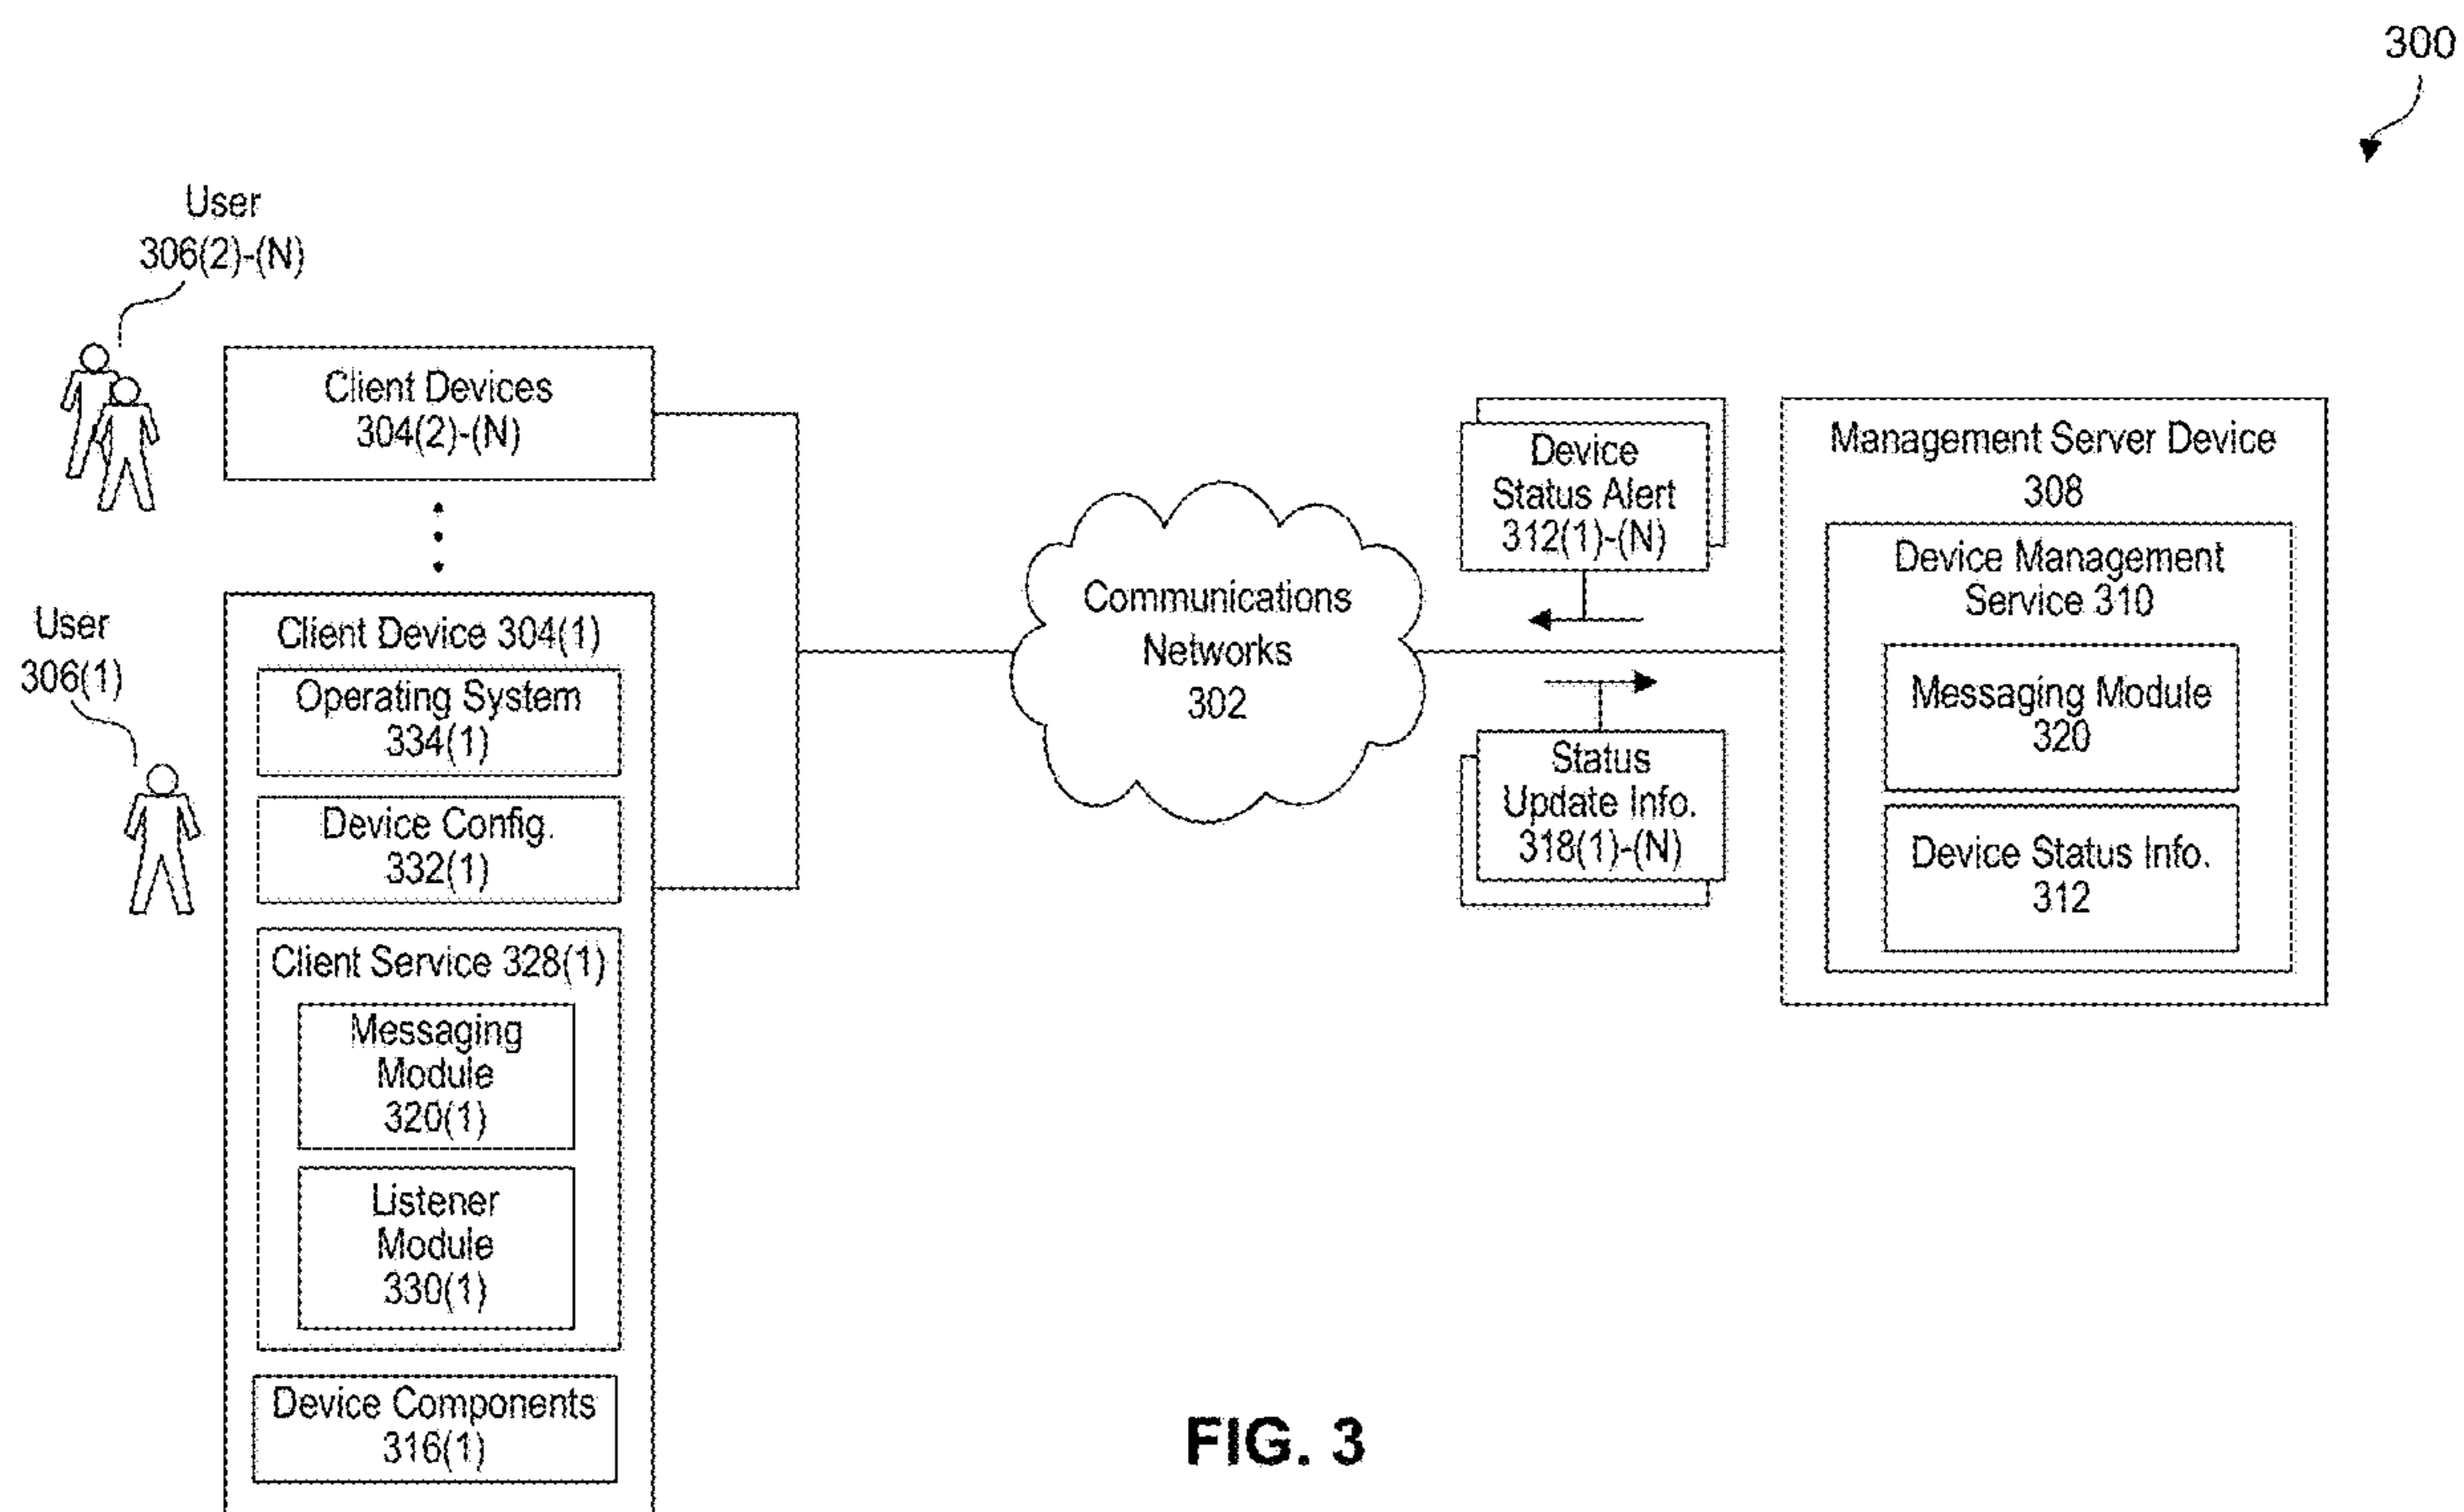 300
User
306(2)-(N)
Client Devices
304(2)-(N)
User
306(1)
Client Device 304(1)
Operating System
334(1)
Device Config.
332(1)
Client Service 328(1)
Messaging
Module
320(1)
Listener
Module
330(1)
Device Components
316(1)
Communications
Networks
302
Device
Status Alert
312(1)-(N)
Status
Update Info.
318(1)-(N)
Management Server Device
308
Device Management
Service 310
Messaging Module
320
Device Status Info.
312
FIG. 3